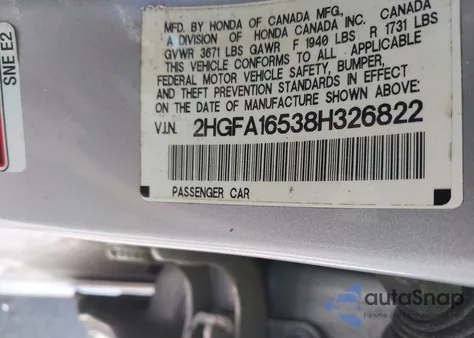 SNE E2
MFD. BY HONDA OF CANADA MFG., CANADA
A DIVISION OF HONDA CANADA INC.
GVWR 3671 LBS GAWR F 1940 LBS R 1731 LBS
THIS VEHICLE CONFORMS TO ALL APPLICABLE
FEDERAL MOTOR VEHICLE SAFETY, BUMPER,
AND THEFT PREVENTION STANDARDS IN EFFECT
ON THE DATE OF MANUFACTURE SHOWN ABOVE.
V.I.N. 2HGFA16538H326822
PASSENGER CAR
autoSnap